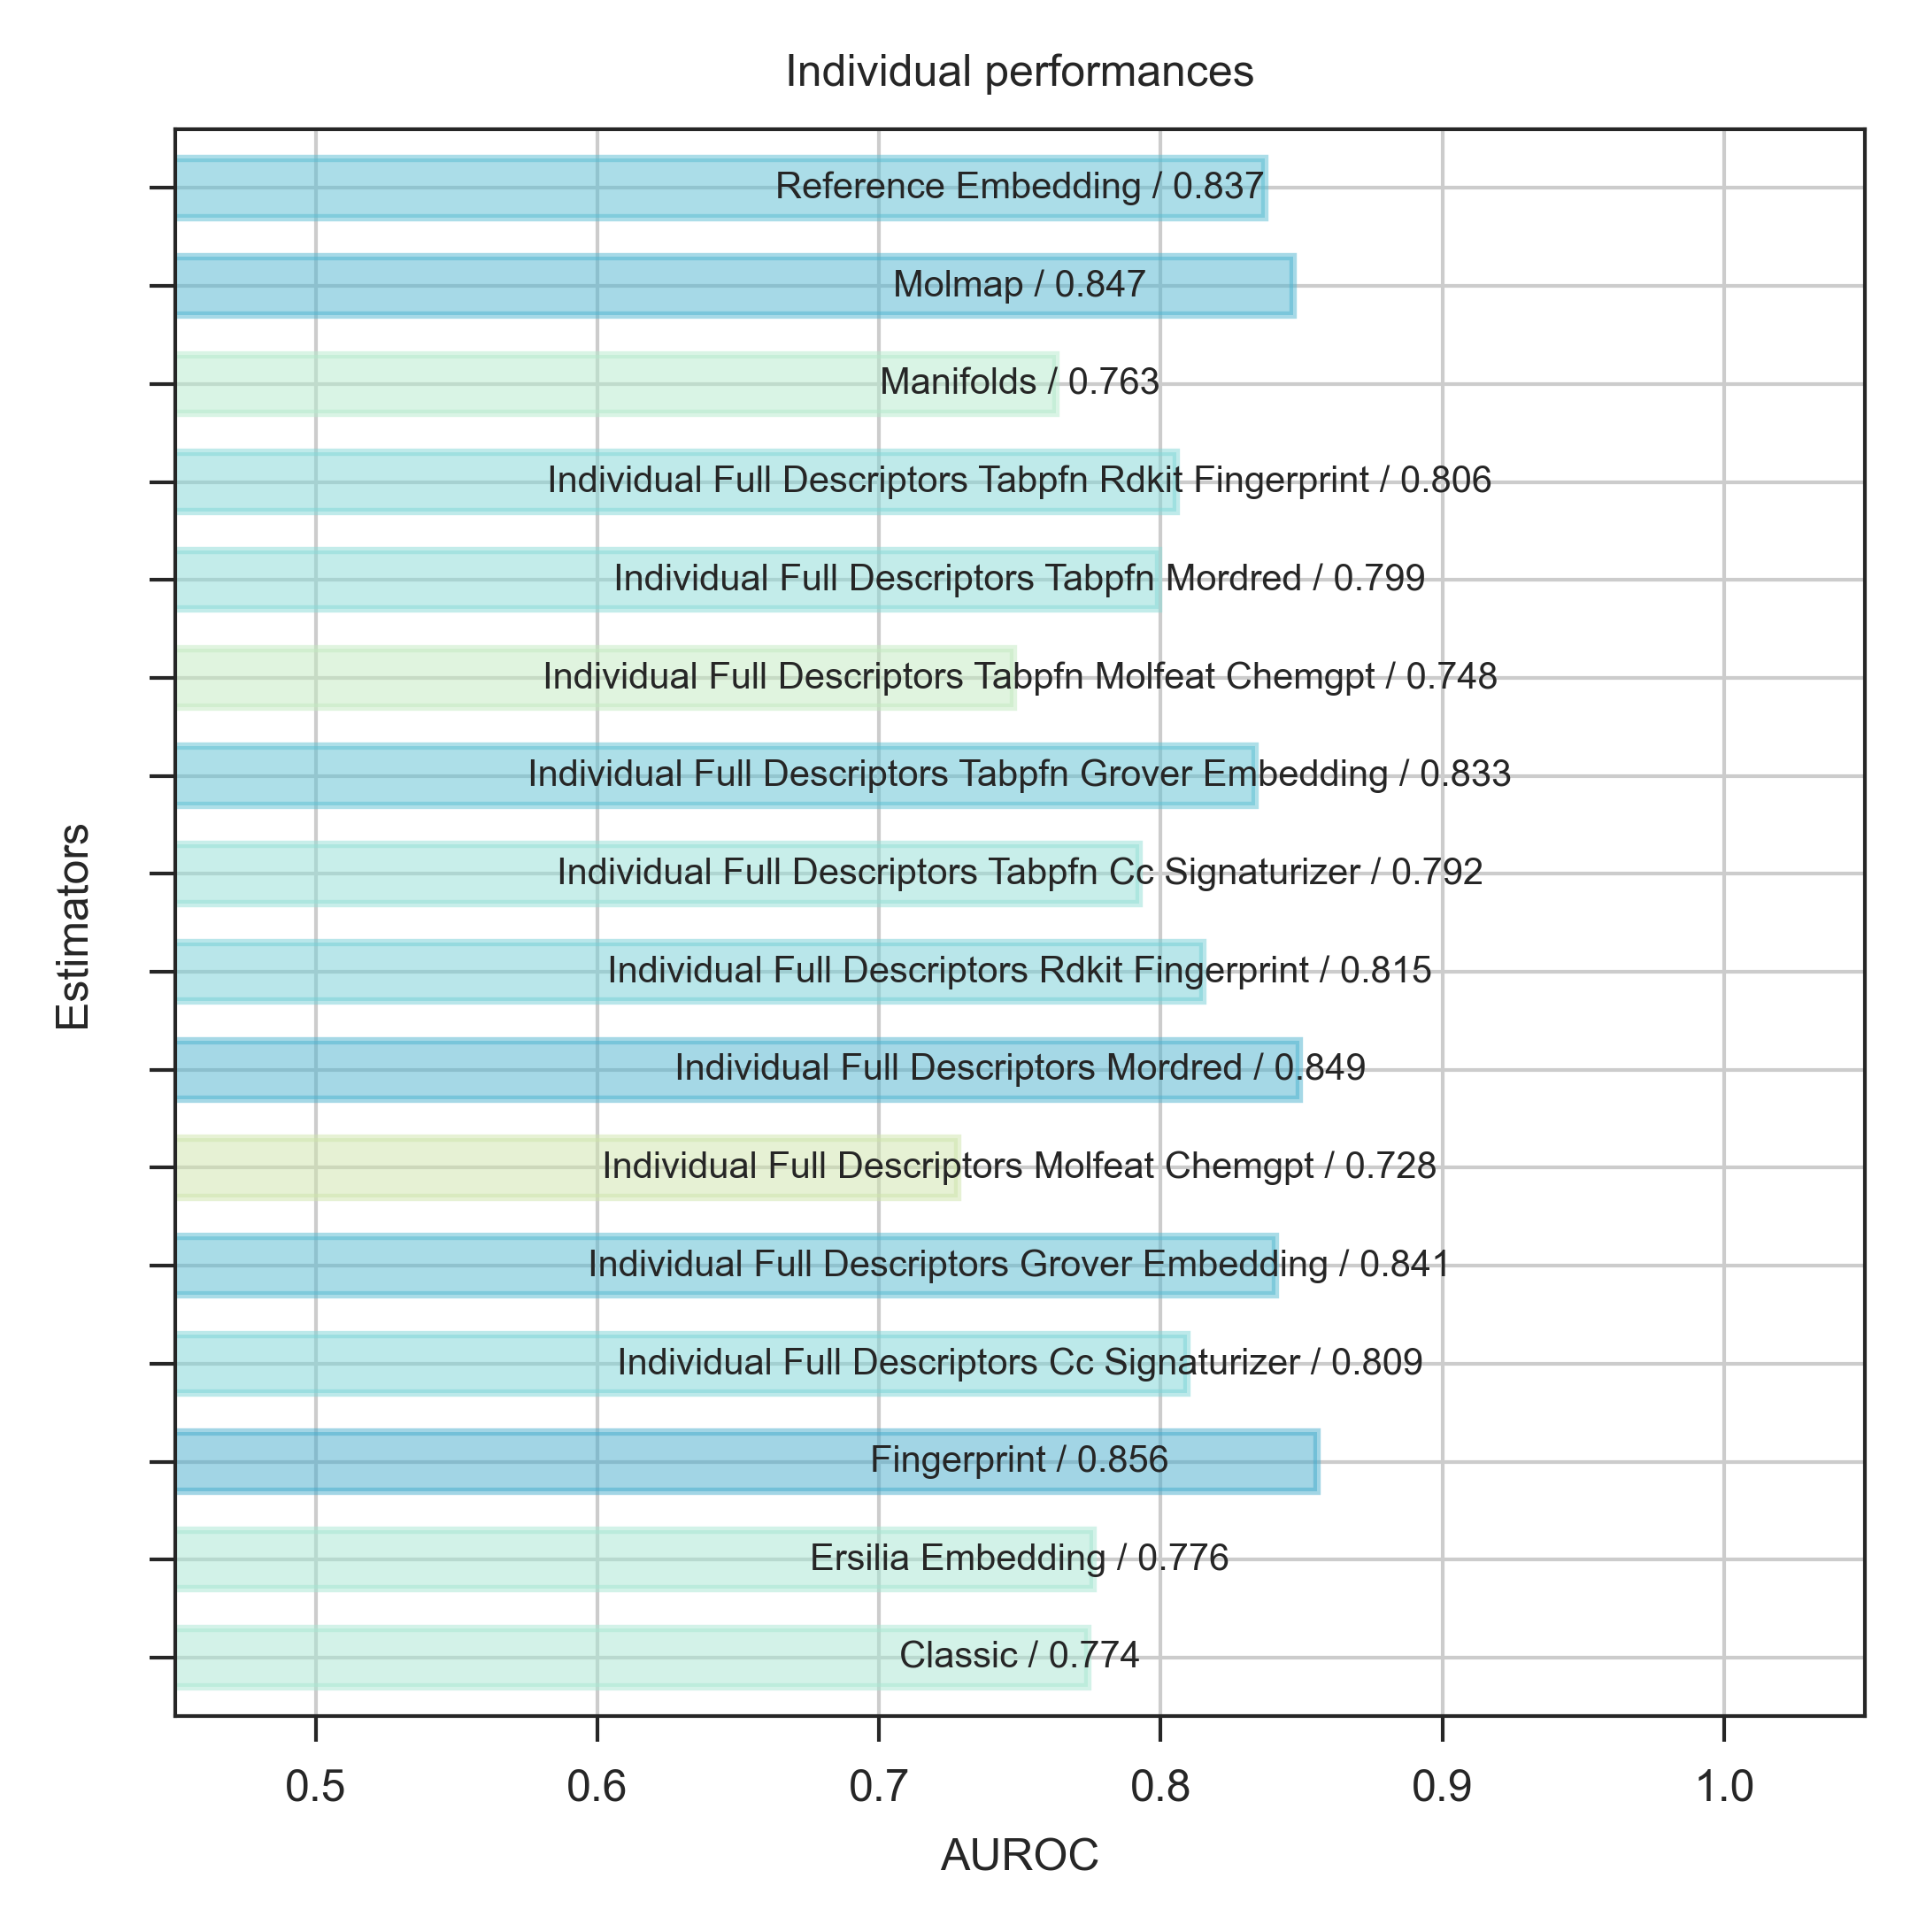 Individual performances
Reference Embedding / 0.837
Molmap / 0.847
Manifolds / 0.763
Individual Full Descriptors Tabpfn Rdkit Fingerprint / 0.806
Individual Full Descriptors Tabpfn Mordred / 0.799
Individual Full Descriptors Tabpfn Molfeat Chemgpt / 0.748
Individual Full Descriptors Tabpfn Grover Embedding / 0.833
Individual Full Descriptors Tabpfn Cc Signaturizer / 0.792
Individual Full Descriptors Rdkit Fingerprint / 0.815
Individual Full Descriptors Mordred / 0.849
Individual Full Descriptors Molfeat Chemgpt / 0.728
Individual Full Descriptors Grover Embedding / 0.841
Individual Full Descriptors Cc Signaturizer / 0.809
Fingerprint / 0.856
Ersilia Embedding / 0.776
Classic / 0.774
Estimators
0.5 0.6 0.7 0.8 0.9 1.0
AUROC